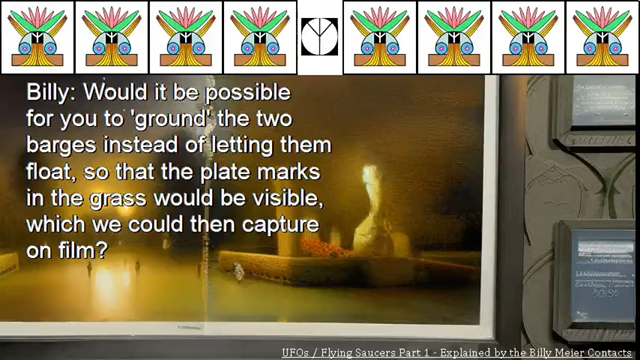 Billy: Would it be possible
for you to 'ground' the two
barges instead of letting them
float, so that the plate marks
in the grass would be visible,
which we could then capture
on film?
UFOs / Flying Saucers Part 1 - Explained by the Billy Meier Contacts